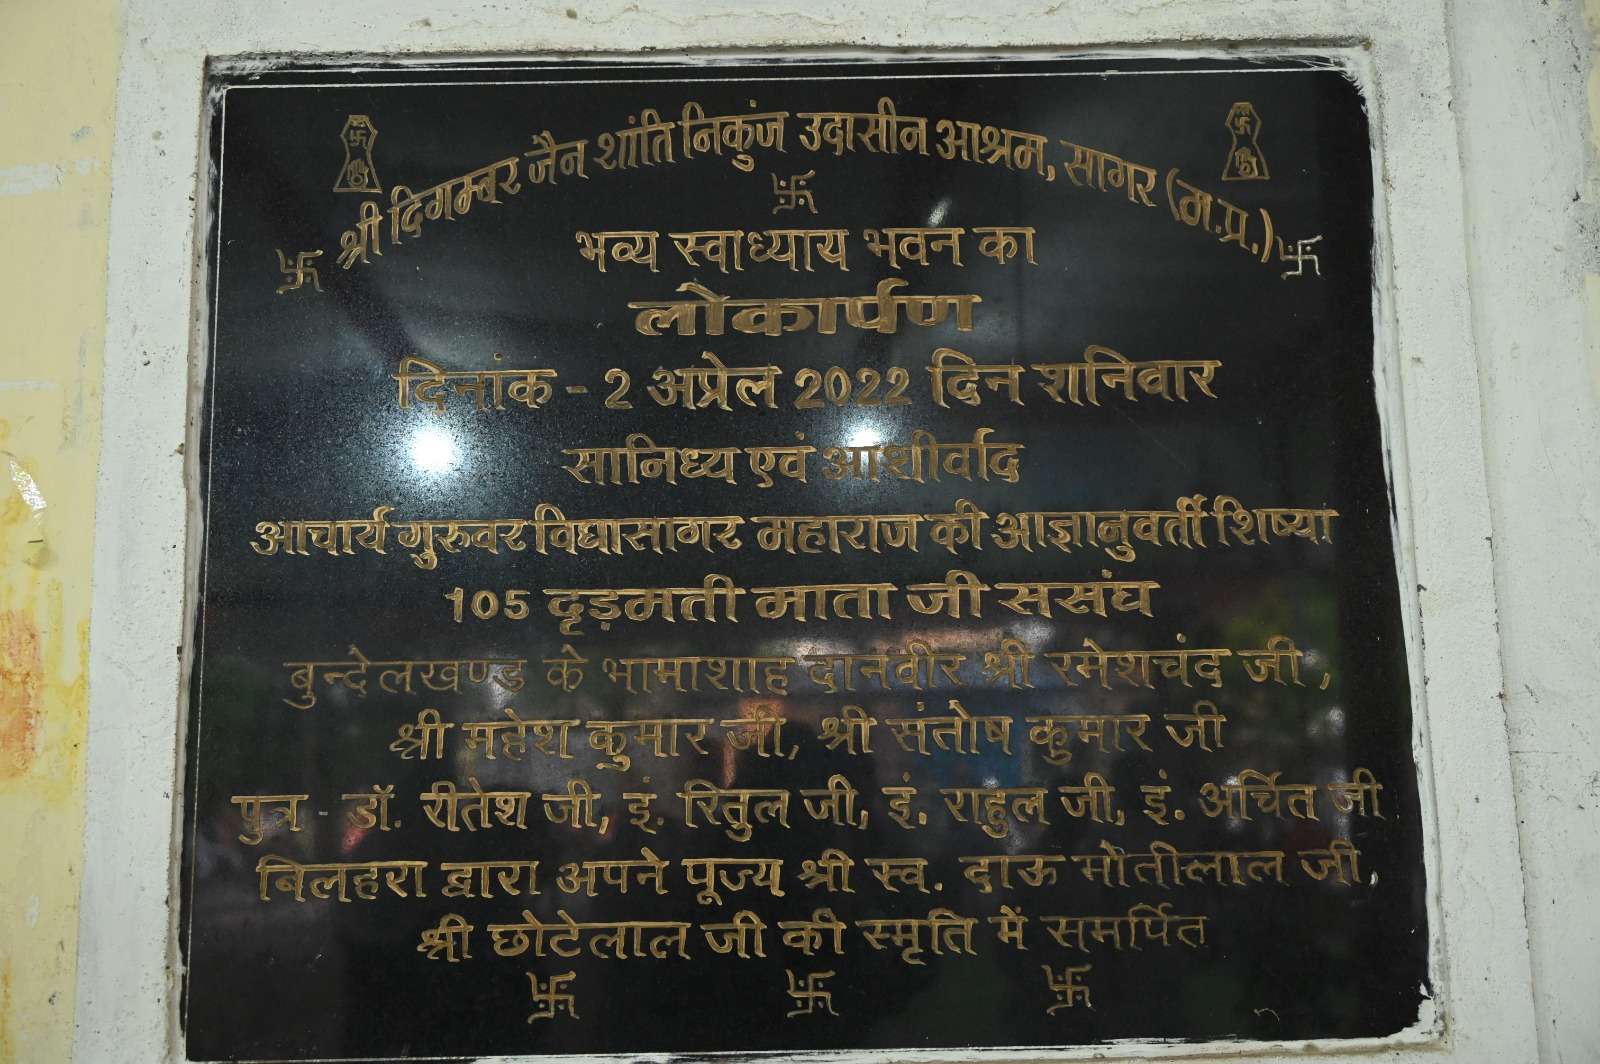 श्री दिगम्बर जैन शांति निकुंज उदासीन आश्रम, सागर (म.प्र.)
भव्य स्वाध्याय भवन का
लोकार्पण
दिनांक - 2 अप्रेल 2022 दिन शनिवार
सानिध्य एवं आशीर्वाद
आचार्य गुरुवर विद्यासागर महाराज की आज्ञानुवर्ती शिष्या
105 दृड़मती माता जी ससंघ
बुन्देलखण्ड के भामाशाह दानवीर श्री रमेशचंद जी,
श्री महेश कुमार जी, श्री संतोष कुमार जी
पुत्र - डॉ. रीतेश जी, इं. रितुल जी, इं. राहुल जी, इं. अर्चित जी
बिलहरा द्वारा अपने पूज्य श्री स्व. दाऊ मोतीलाल जी,
श्री छोटेलाल जी की स्मृति में समर्पित